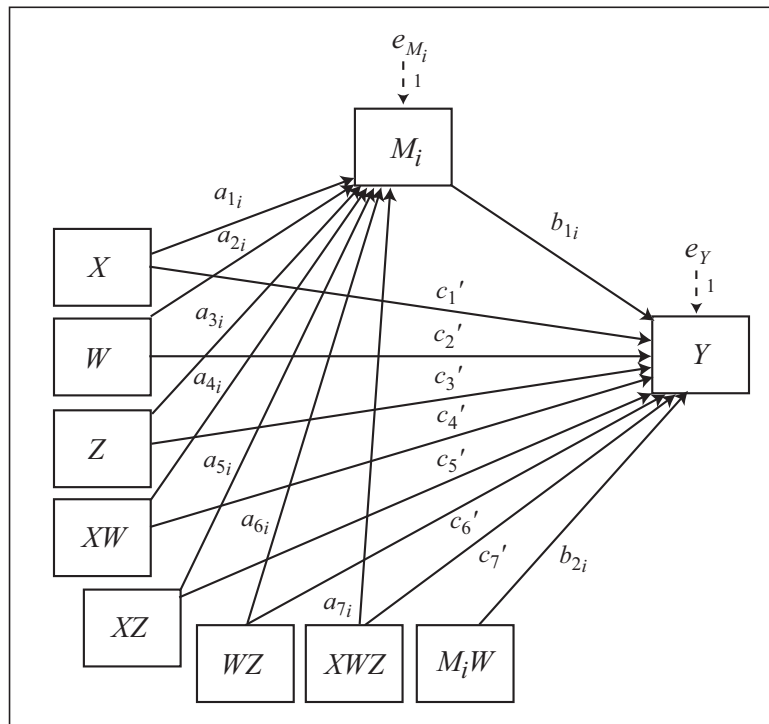 e_{M_i}
1
M_i
a_{1i}
a_{2i}
b_{1i}
e_Y
1
X
c_1′
a_{3i}
W
c_2′
Y
a_{4i}
c_3′
Z
c_4′
a_{5i}
c_5′
XW
a_{6i}
c_6′
c_7′
b_{2i}
XZ
a_{7i}
WZ
XWZ
M_iW